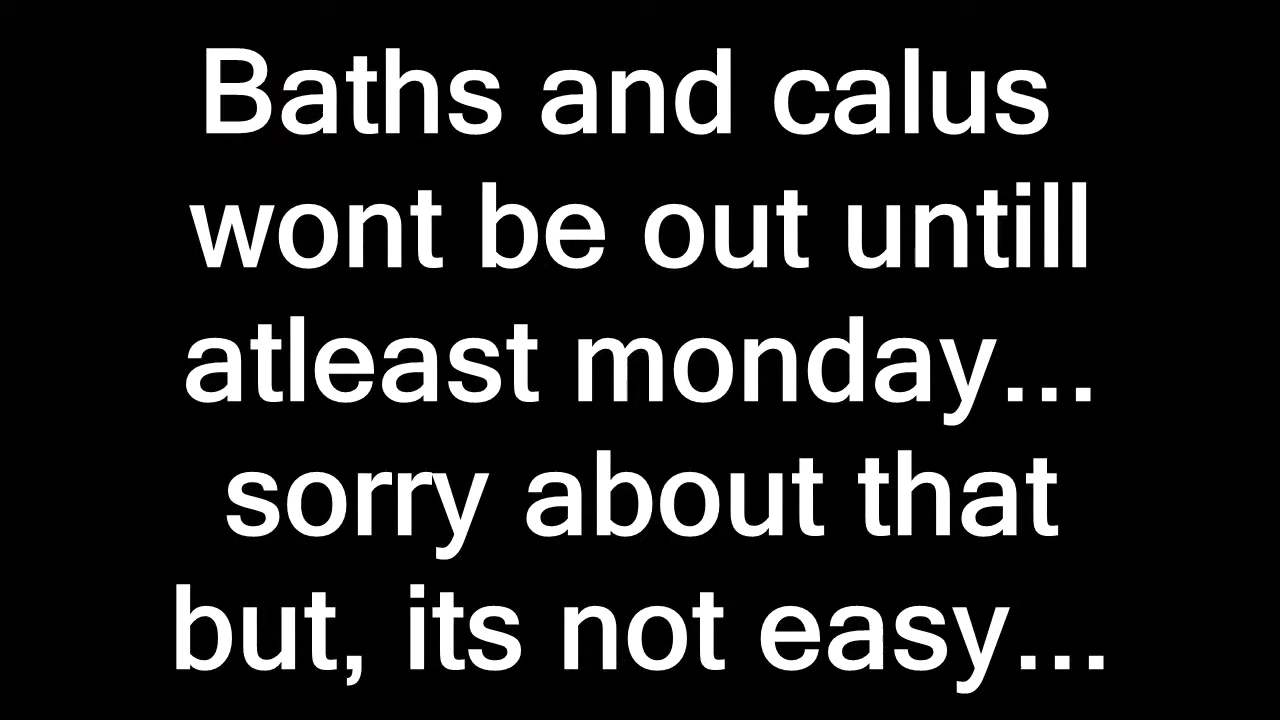 Baths and calus
wont be out untill
atleast monday...
sorry about that
but, its not easy...